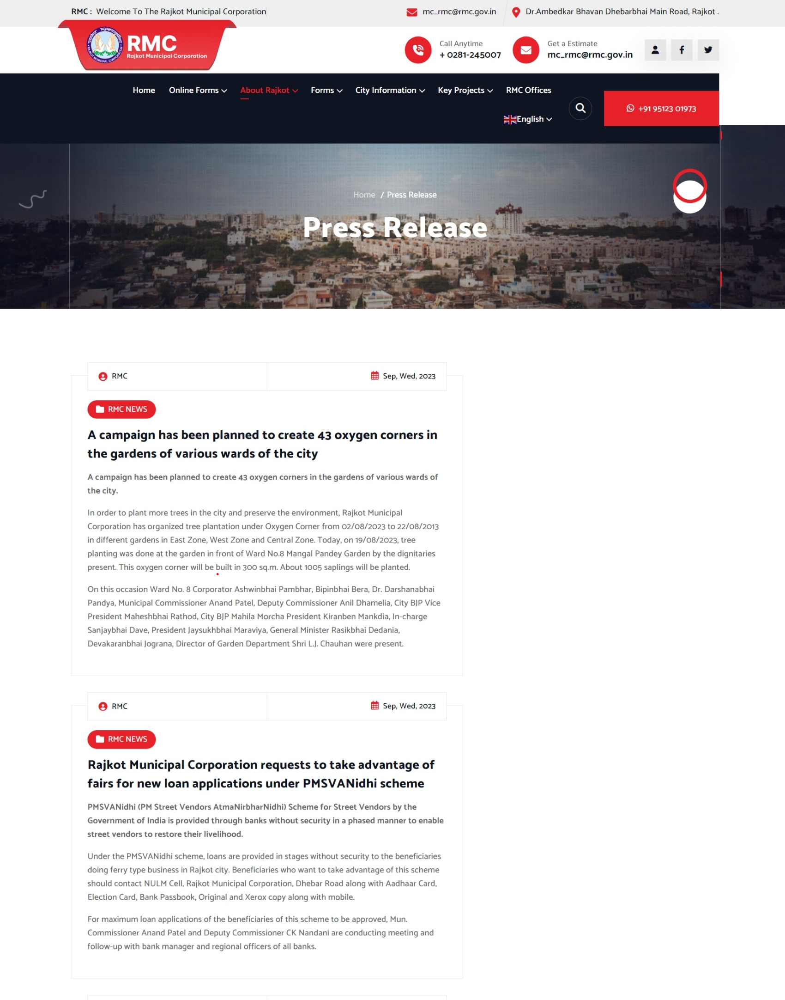 RMC : Welcome To The Rajkot Municipal Corporation
mc_rmc@rmc.gov.in
Dr.Ambedkar Bhavan Dhebarbhai Main Road, Rajkot .
RMC
Rajkot Municipal Corporation
Call Anytime
+ 0281-245007
Get a Estimate
mc_rmc@rmc.gov.in
Home Online Forms About Rajkot Forms City Information Key Projects RMC Offices
English
+91 95123 01973
Home / Press Release
Press Release
RMC
Sep, Wed, 2023
RMC NEWS
A campaign has been planned to create 43 oxygen corners in
the gardens of various wards of the city
A campaign has been planned to create 43 oxygen corners in the gardens of various wards of
the city.
In order to plant more trees in the city and preserve the environment, Rajkot Municipal
Corporation has organized tree plantation under Oxygen Corner from 02/08/2023 to 22/08/2013
in different gardens in East Zone, West Zone and Central Zone. Today, on 19/08/2023, tree
planting was done at the garden in front of Ward No.8 Mangal Pandey Garden by the dignitaries
present. This oxygen corner will be built in 300 sq.m. About 1005 saplings will be planted.
On this occasion Ward No. 8 Corporator Ashwinbhai Pambhar, Bipinbhai Bera, Dr. Darshanabhai
Pandya, Municipal Commissioner Anand Patel, Deputy Commissioner Anil Dhamelia, City BJP Vice
President Maheshbhai Rathod, City BJP Mahila Morcha President Kiranben Mankdia, In-charge
Sanjaybhai Dave, President Jaysukhbhai Maraviya, General Minister Rasikbhai Dedania,
Devakaranbhai Jograna, Director of Garden Department Shri L.J. Chauhan were present.
RMC
Sep, Wed, 2023
RMC NEWS
Rajkot Municipal Corporation requests to take advantage of
fairs for new loan applications under PMSVANidhi scheme
PMSVANidhi (PM Street Vendors AtmaNirbharNidhi) Scheme for Street Vendors by the
Government of India is provided through banks without security in a phased manner to enable
street vendors to restore their livelihood.
Under the PMSVANidhi scheme, loans are provided in stages without security to the beneficiaries
doing ferry type business in Rajkot city. Beneficiaries who want to take advantage of this scheme
should contact NULM Cell, Rajkot Municipal Corporation, Dhebar Road along with Aadhaar Card,
Election Card, Bank Passbook, Original and Xerox copy along with mobile.
For maximum loan applications of the beneficiaries of this scheme to be approved, Mun.
Commissioner Anand Patel and Deputy Commissioner CK Nandani are conducting meeting and
follow-up with bank manager and regional officers of all banks.